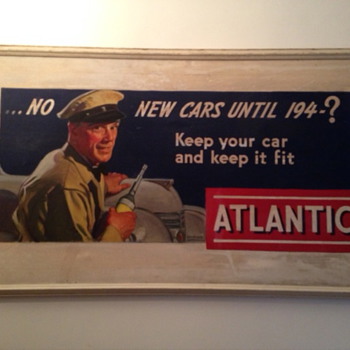 ...NO NEW CARS UNTIL 194-?
Keep your car
and keep it fit
ATLANTIC